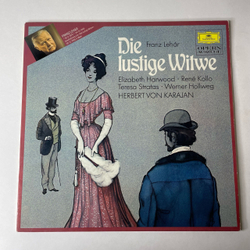 Franz Lehár
Die
lustige Witwe
Elizabeth Harwood · René Kollo
Teresa Stratas · Werner Hollweg
HERBERT VON KARAJAN